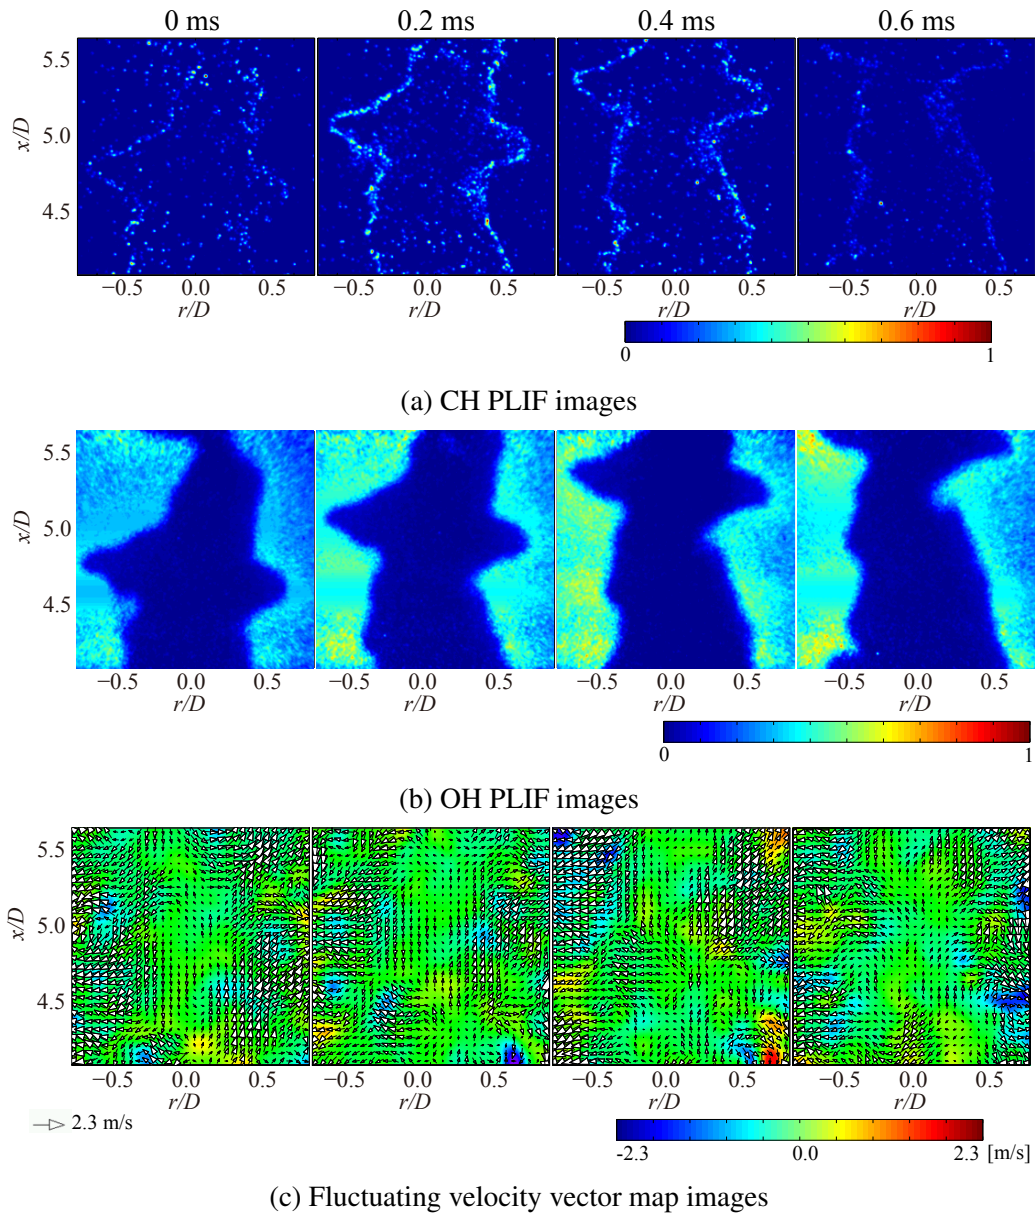 0 ms 0.2 ms 0.4 ms 0.6 ms
5.5
5.0
4.5
x/D
−0.5 0.0 0.5 −0.5 0.0 0.5 −0.5 0.0 0.5 −0.5 0.0 0.5
r/D r/D r/D r/D
0 1
(a) CH PLIF images
5.5
5.0
4.5
x/D
−0.5 0.0 0.5 −0.5 0.0 0.5 −0.5 0.0 0.5 −0.5 0.0 0.5
r/D r/D r/D r/D
0 1
(b) OH PLIF images
5.5
5.0
4.5
x/D
−0.5 0.0 0.5 −0.5 0.0 0.5 −0.5 0.0 0.5 −0.5 0.0 0.5
r/D r/D r/D r/D
2.3 m/s
-2.3 0.0 2.3 [m/s]
(c) Fluctuating velocity vector map images